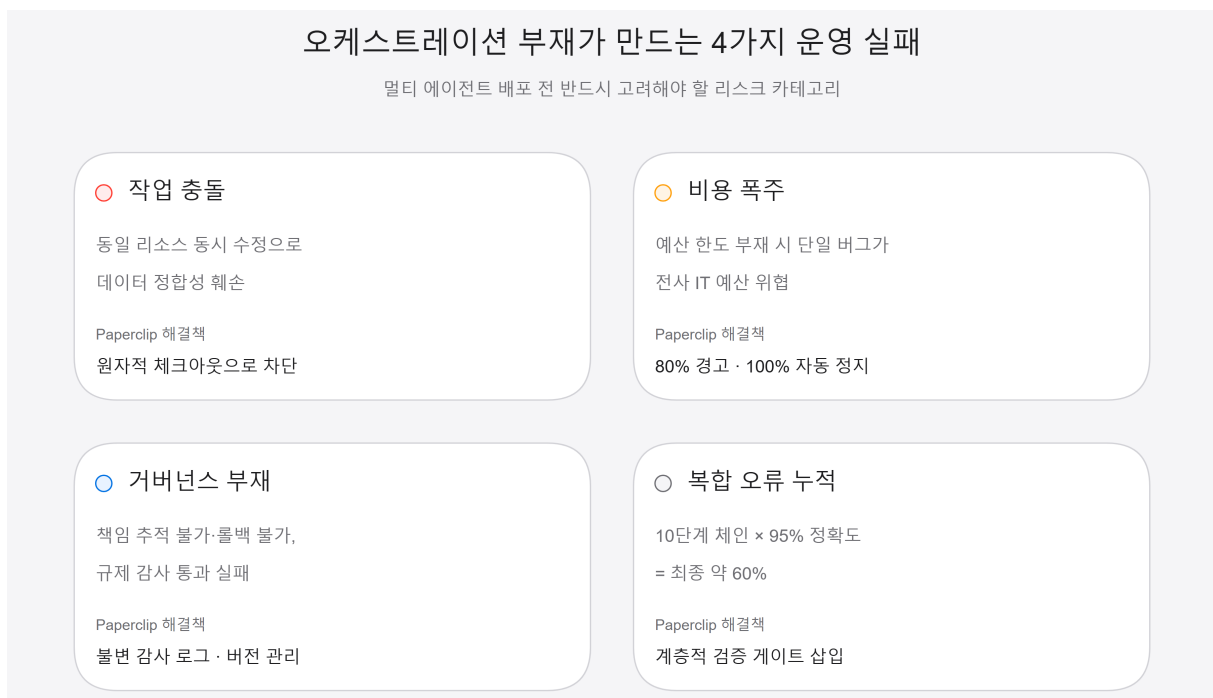 오케스트레이션 부재가 만드는 4가지 운영 실패
멀티 에이전트 배포 전 반드시 고려해야 할 리스크 카테고리
작업 충돌
동일 리소스 동시 수정으로
데이터 정합성 훼손
Paperclip 해결책
원자적 체크아웃으로 차단
비용 폭주
예산 한도 부재 시 단일 버그가
전사 IT 예산 위협
Paperclip 해결책
80% 경고 · 100% 자동 정지
거버넌스 부재
책임 추적 불가·롤백 불가,
규제 감사 통과 실패
Paperclip 해결책
불변 감사 로그 · 버전 관리
복합 오류 누적
10단계 체인 × 95% 정확도
= 최종 약 60%
Paperclip 해결책
계층적 검증 게이트 삽입